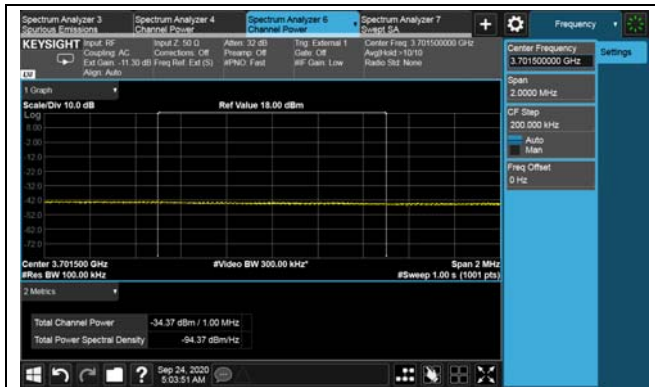 Spectrum Analyzer 3
Spurious Emissions
Spectrum Analyzer 4
Channel Power
Spectrum Analyzer 6
Channel Power
Spectrum Analyzer 7
Swept SA
+
Frequency
KEYSIGHT
Input: RF
Coupling: AC
Ext Gain: -11.30 dB
Align: Auto
Input Z: 50 Ω
Corrections: Off
Freq Ref: Ext (S)
Atten: 32 dB
Preamp: Off
#PNO: Fast
Trig: External 1
Gate: Off
#IF Gain: Low
Center Freq: 3.701500000 GHz
Avg|Hold:>10/10
Radio Std: None
LXI
Center Frequency
3.701500000 GHz
Settings
Span
2.0000 MHz
CF Step
200.000 kHz
Auto
Man
Freq Offset
0 Hz
1 Graph
Scale/Div 10.0 dB
Ref Value 18.00 dBm
Log
8.00
-2.00
-12.0
-22.0
-32.0
-42.0
-52.0
-62.0
-72.0
Center 3.701500 GHz
#Video BW 300.00 kHz*
Span 2 MHz
#Res BW 100.00 kHz
#Sweep 1.00 s (1001 pts)
2 Metrics
Total Channel Power
-34.37 dBm / 1.00 MHz
Total Power Spectral Density
-94.37 dBm/Hz
?
Sep 24, 2020
5:03:51 AM